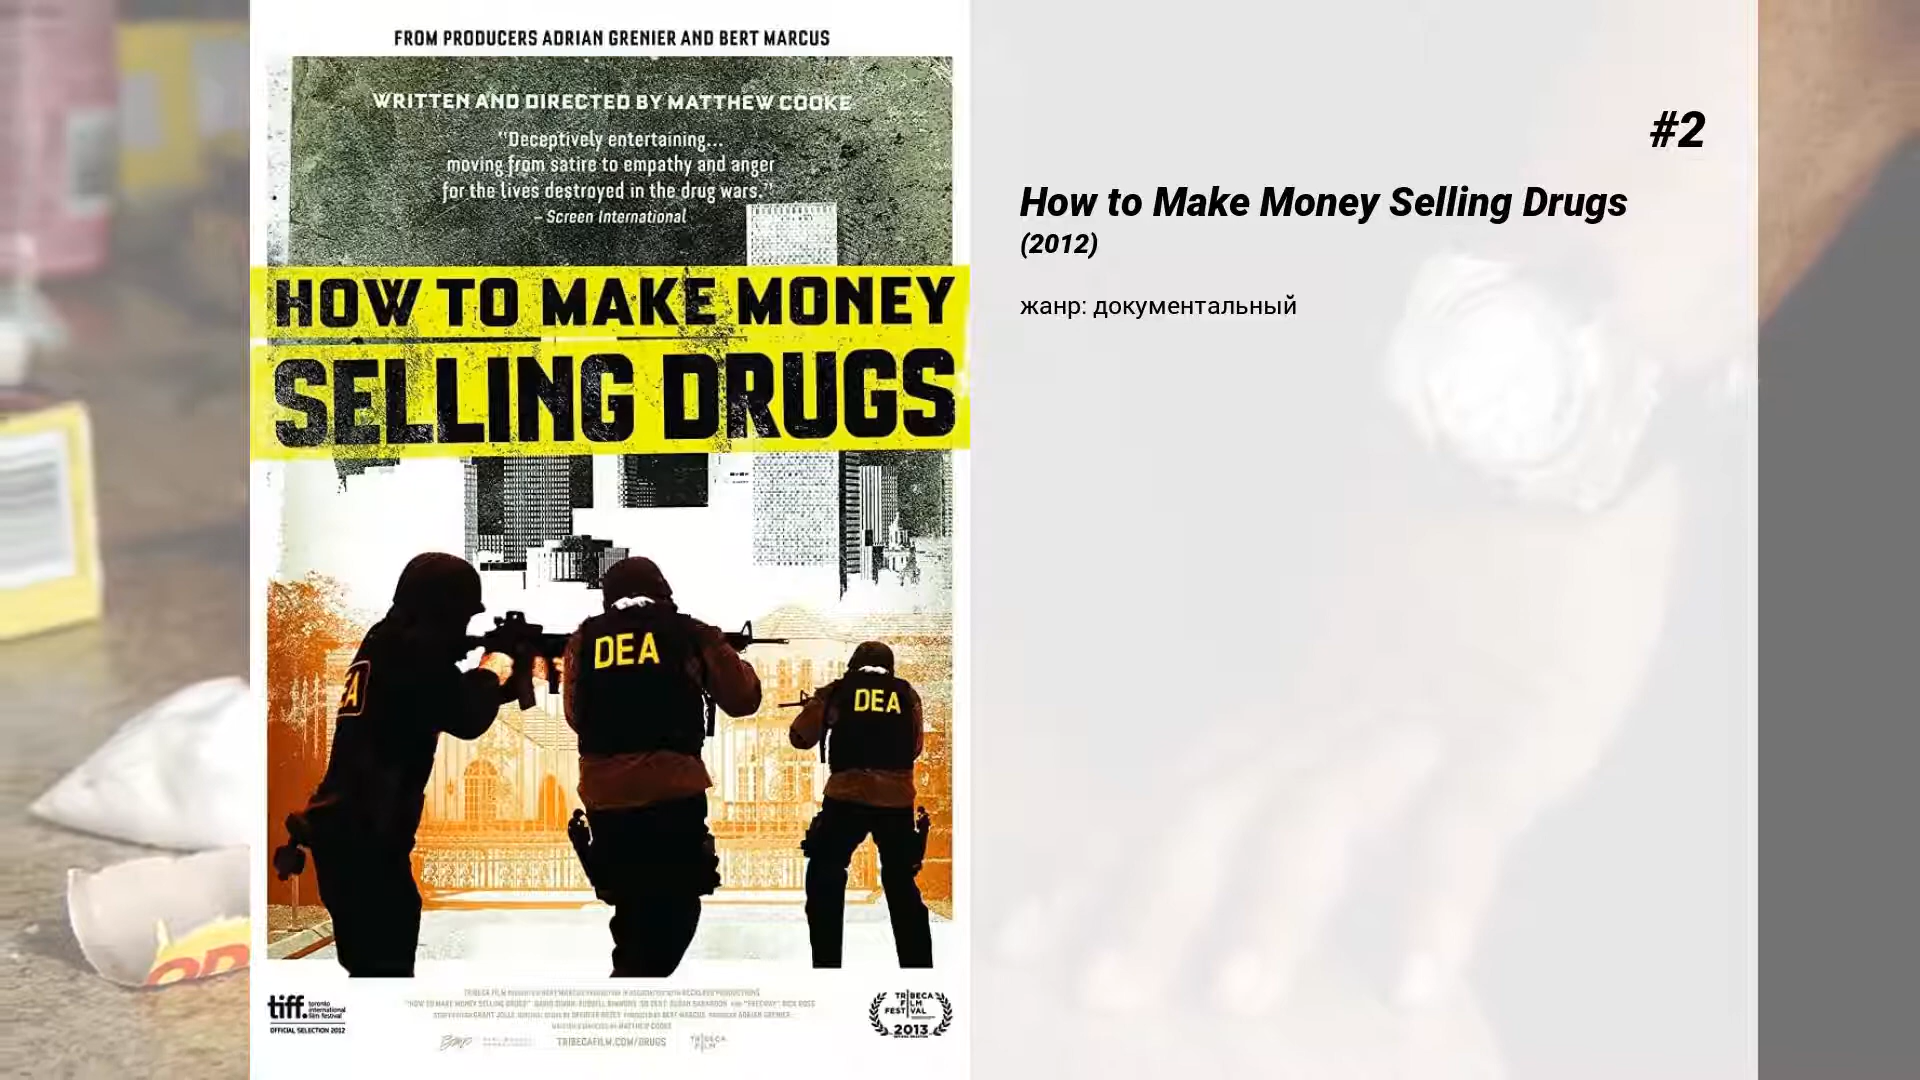 FROM PRODUCERS ADRIAN GRENIER AND BERT MARCUS
WRITTEN AND DIRECTED BY MATTHEW COOKE
"Deceptively entertaining...
moving from satire to empathy and anger
for the lives destroyed in the drug wars."
– Screen International
HOW TO MAKE MONEY
SELLING DRUGS
DEA
DEA
EA
tiff.
toronto
international
film festival
OFFICIAL SELECTION 2012
TRIBECAFILM.COM/DRUGS
TRIBECA
FILM
TRIBECA
FILM
FESTIVAL
2013
#2
How to Make Money Selling Drugs
(2012)
жанр: документальный